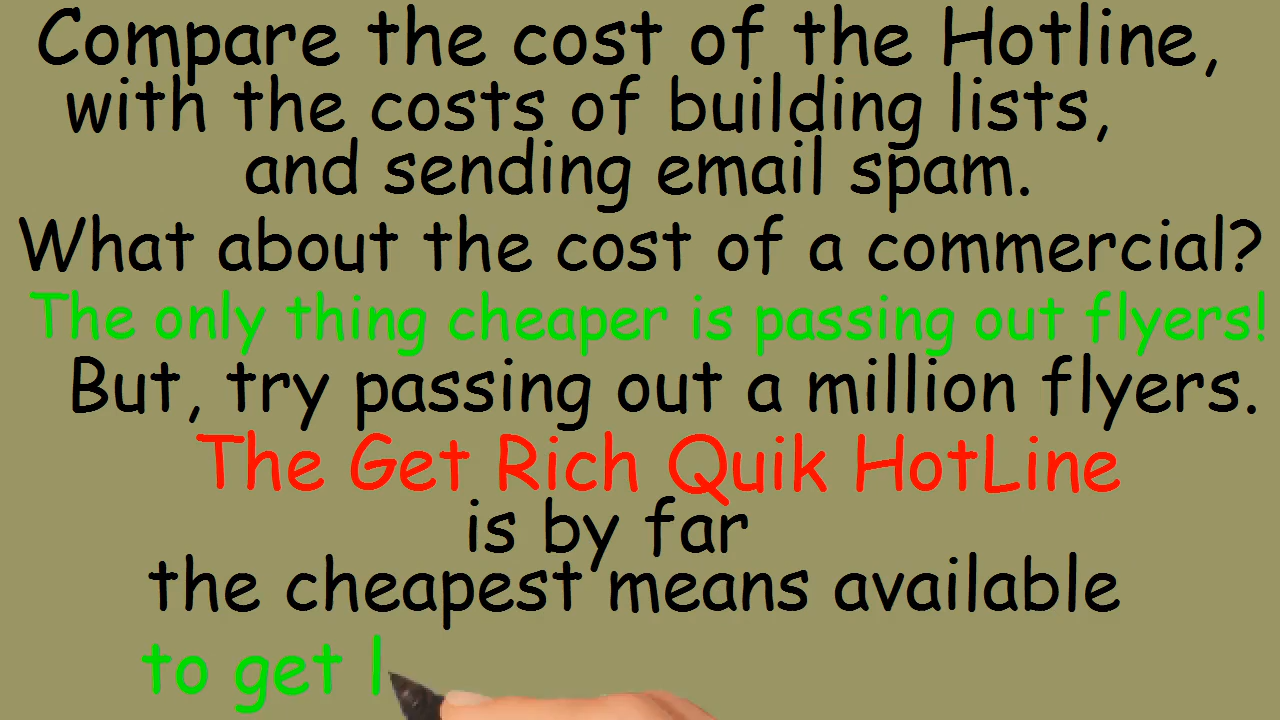 Compare the cost of the Hotline,
with the costs of building lists,
and sending email spam.
What about the cost of a commercial?
The only thing cheaper is passing out flyers!
But, try passing out a million flyers.
The Get Rich Quik HotLine
is by far
the cheapest means available
to get l